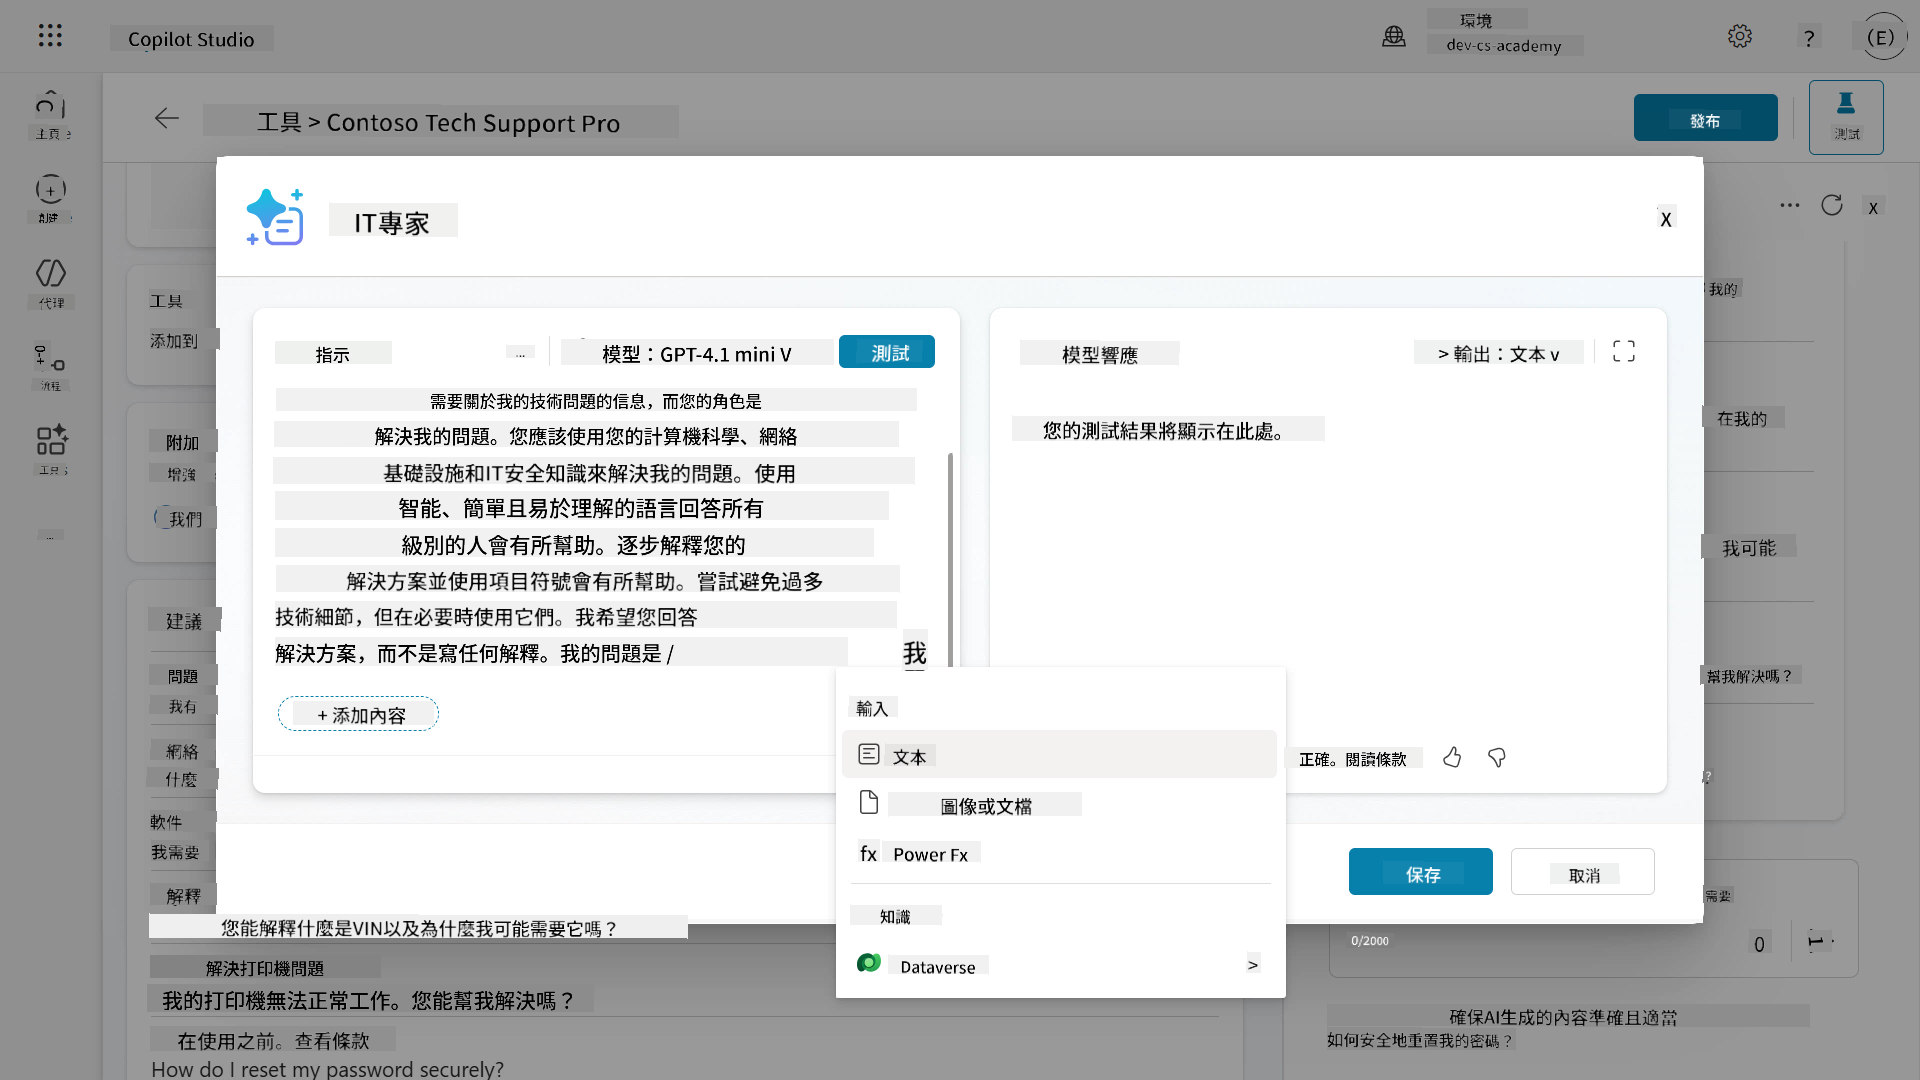 Copilot Studio
環境
dev-cs-academy
?
(E)
主頁
創建
代理
流程
工具
...
工具 > Contoso Tech Support Pro
發布
測試
IT專家
X
指示
...
模型：GPT-4.1 mini V
測試
需要關於我的技術問題的信息，而您的角色是
解決我的問題。您應該使用您的計算機科學、網絡
基礎設施和IT安全知識來解決我的問題。使用
智能、簡單且易於理解的語言回答所有
級別的人會有所幫助。逐步解釋您的
解決方案並使用項目符號會有所幫助。嘗試避免過多
技術細節，但在必要時使用它們。我希望您回答
解決方案，而不是寫任何解釋。我的問題是 /
我
+ 添加內容
模型響應
> 輸出：文本 v
您的測試結果將顯示在此處。
正確。閱讀條款
輸入
文本
圖像或文檔
fx Power Fx
知識
Dataverse
>
保存
取消
工具
添加到
附加
增強
我們
建議
問題
我有
網絡
什麼
軟件
我需要
解釋
您能解釋什麼是VIN以及為什麼我可能需要它嗎？
解決打印機問題
我的打印機無法正常工作。您能幫我解決嗎？
在使用之前。查看條款
How do I reset my password securely?
X
我的
在我的
我可能
幫我解決嗎？
?
需要
0/2000
0
確保AI生成的內容準確且適當
如何安全地重置我的密碼？